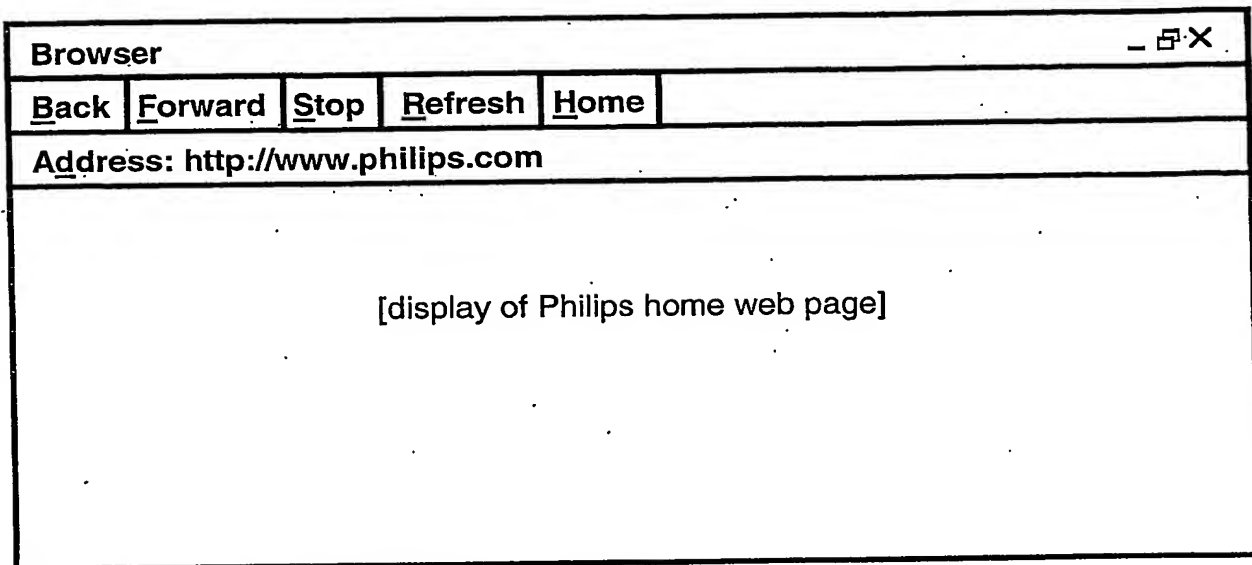 Browser
Back Forward Stop Refresh Home
Address: http://www.philips.com
[display of Philips home web page]